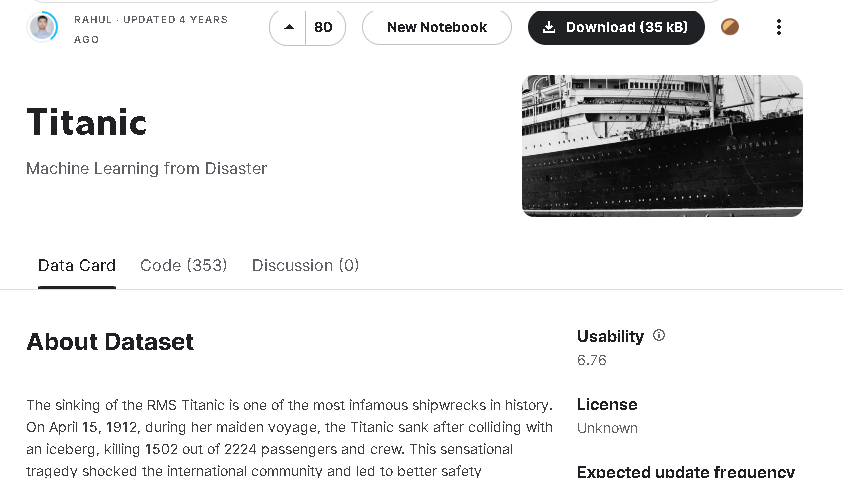 RAHUL · UPDATED 4 YEARS
AGO
80
New Notebook
Download (35 kB)
Titanic
Machine Learning from Disaster
AQUITANIA
Data Card
Code (353)
Discussion (0)
About Dataset
The sinking of the RMS Titanic is one of the most infamous shipwrecks in history.
On April 15, 1912, during her maiden voyage, the Titanic sank after colliding with
an iceberg, killing 1502 out of 2224 passengers and crew. This sensational
tragedy shocked the international community and led to better safety
Usability
6.76
License
Unknown
Expected update frequency